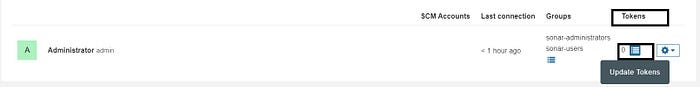 SCM Accounts Last connection Groups Tokens
sonar-administrators
A Administrator admin < 1 hour ago sonar-users 0
Update Tokens